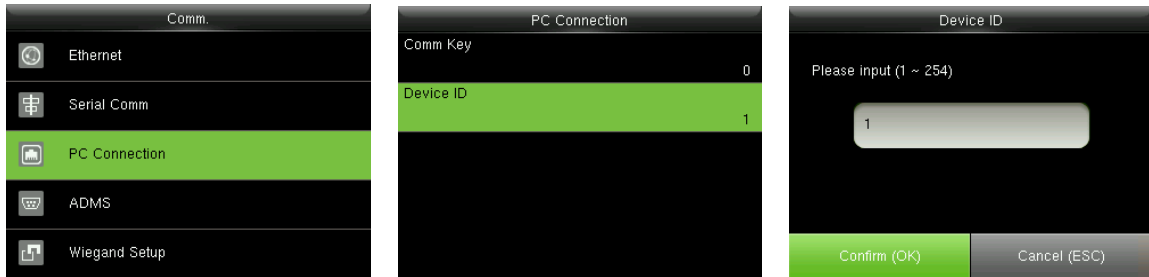 Comm.
Ethernet
Serial Comm
PC Connection
ADMS
Wiegand Setup
PC Connection
Comm Key
0
Device ID
1
Device ID
Please input (1 ~ 254)
1
Confirm (OK)
Cancel (ESC)